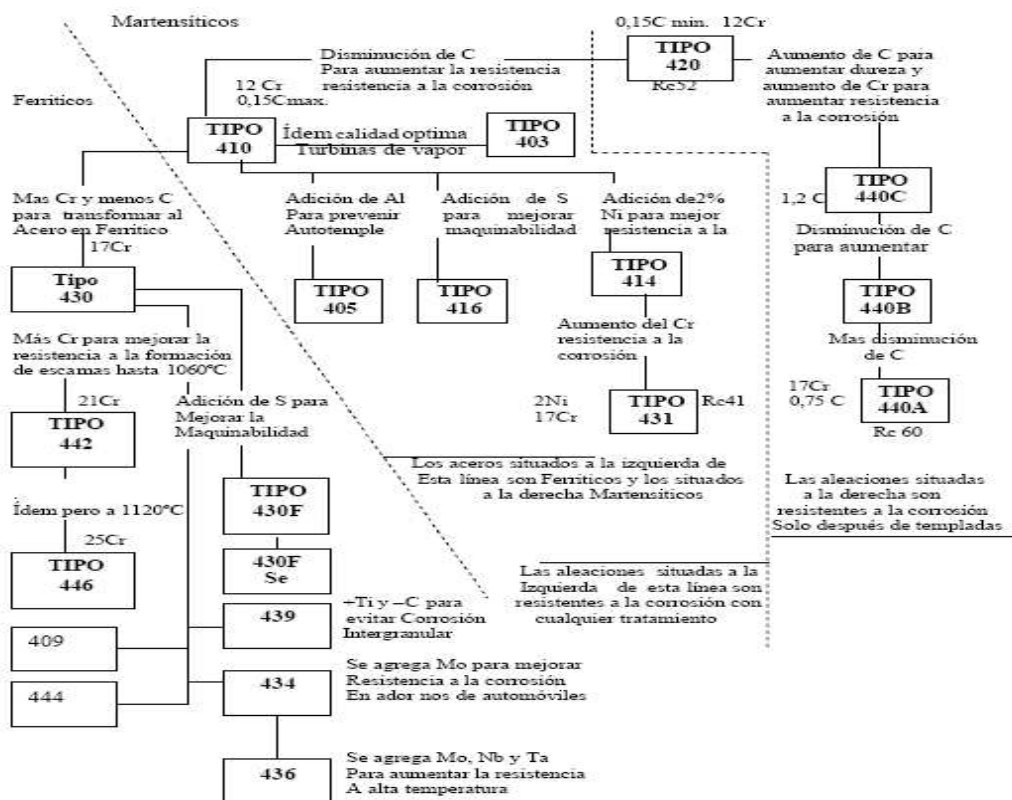 Martensíticos
0,15C min. 12Cr
TIPO
420
Rc52
Disminución de C
Para aumentar la resistencia
resistencia a la corrosión
Aumento de C para
aumentar dureza y
aumento de Cr para
aumentar resistencia
a la corrosión
Ferriticos
12 Cr
0,15Cmax.
TIPO
410
Ídem calidad optima
Turbinas de vapor
TIPO
403
Mas Cr y menos C
para transformar al
Acero en Ferritico
17Cr
Adición de Al
Para prevenir
Autotemple
Adición de S
para mejorar
maquinabilidad
Adición de2%
Ni para mejor
resistencia a la
1,2 C
TIPO
440C
Disminución de C
para aumentar
Tipo
430
TIPO
405
TIPO
416
TIPO
414
TIPO
440B
Más Cr para mejorar la
resistencia a la formación
de escamas hasta 1060ºC
Aumento del Cr
resistencia a la
corrosión
Mas disminución
de C
21Cr
TIPO
442
Adición de S para
Mejorar la
Maquinabilidad
2Ni
17Cr
TIPO
431
Rc41
17Cr
0,75 C
TIPO
440A
Rc 60
Los aceros situados a la izquierda de
Esta línea son Ferriticos y los situados
a la derecha Martensíticos
Las aleaciones situadas
a la derecha son
resistentes a la corrosión
Solo después de templadas
Ídem pero a 1120ºC
25Cr
TIPO
446
TIPO
430F
430F
Se
Las aleaciones situadas a la
Izquierda de esta línea son
resistentes a la corrosión con
cualquier tratamiento
409
439
+Ti y –C para
evitar Corrosión
Intergranular
444
434
Se agrega Mo para mejorar
Resistencia a la corrosión
En ador nos de automóviles
436
Se agrega Mo, Nb y Ta
Para aumentar la resistencia
A alta temperatura